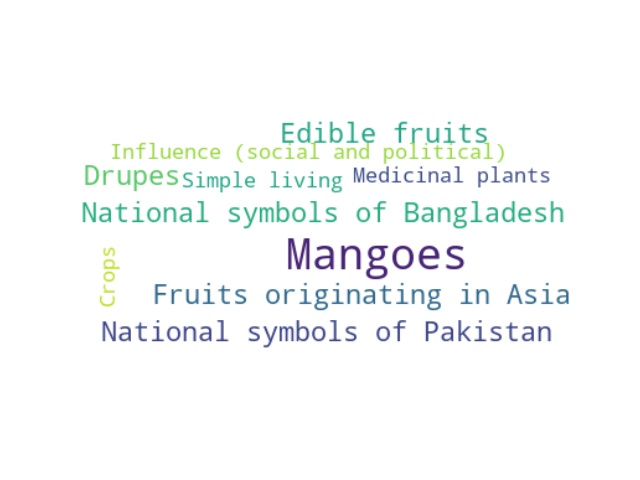 Edible fruits
Influence (social and political)
Drupes
Simple living
Medicinal plants
National symbols of Bangladesh
Mangoes
Crops
Fruits originating in Asia
National symbols of Pakistan